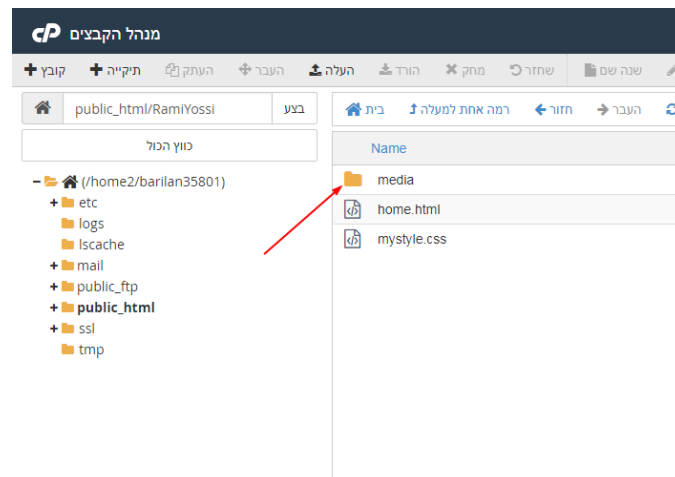 cP מנהל הקבצים
קובץ תיקייה העתק העבר העלה הורד מחק שחזר שנה שם
public_html/RamiYossi בצע
בית רמה אחת למעלה חזור העבר
כווץ הכול
Name
(/home2/barilan35801)
etc
logs
lscache
mail
public_ftp
public_html
ssl
tmp
media
home.html
mystyle.css